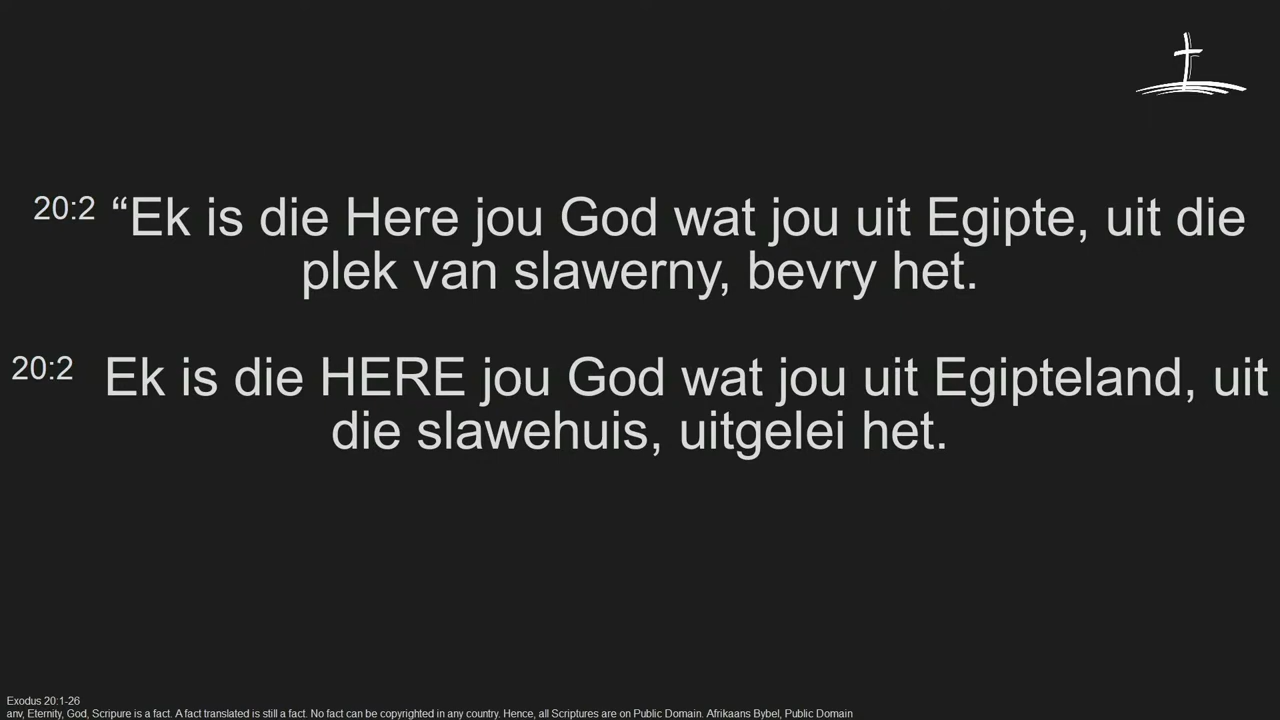 20:2 “Ek is die Here jou God wat jou uit Egipte, uit die
plek van slawerny, bevry het.
20:2 Ek is die HERE jou God wat jou uit Egipteland, uit
die slawehuis, uitgelei het.
Exodus 20:1-26
anv, Eternity, God, Scripure is a fact. A fact translated is still a fact. No fact can be copyrighted in any country. Hence, all Scriptures are on Public Domain. Afrikaans Bybel, Public Domain